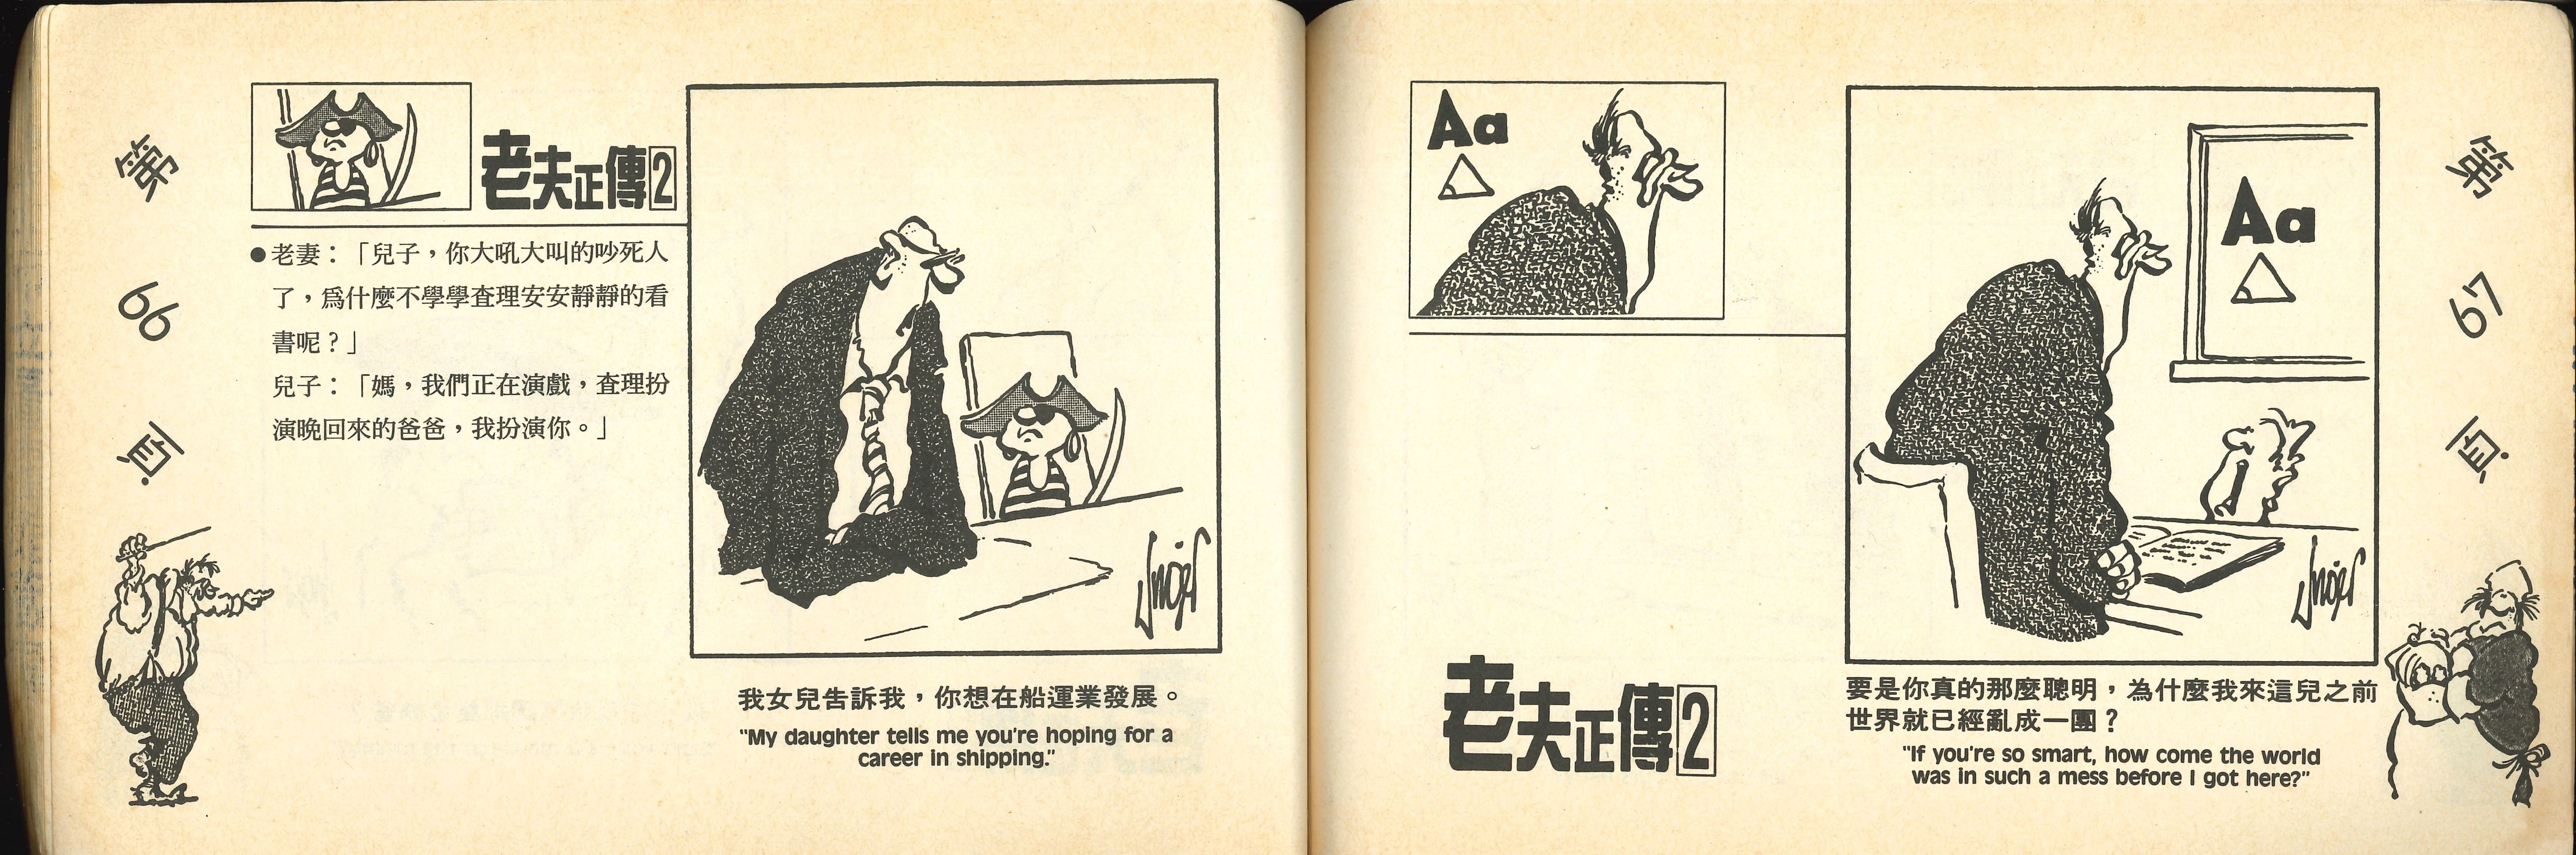 第66頁
老夫正傳2
●老妻：「兒子，你大吼大叫的吵死人
了，爲什麼不學學查理安安靜靜的看
書呢？」
兒子：「媽，我們正在演戲，查理扮
演晚回來的爸爸，我扮演你。」
我女兒告訴我，你想在船運業發展。
"My daughter tells me you're hoping for a
career in shipping."
Aa
老夫正傳2
Aa
要是你真的那麼聰明，為什麼我來這兒之前
世界就已經亂成一團？
"If you're so smart, how come the world
was in such a mess before I got here?"
第67頁